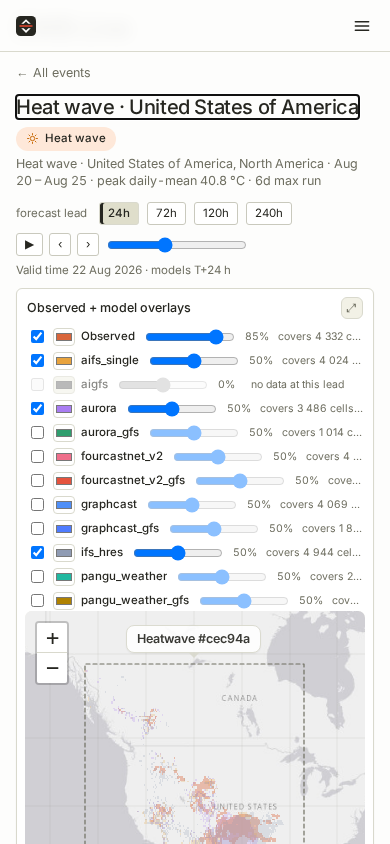 ← All events
Heat wave · United States of America
Heat wave
Heat wave · United States of America, North America · Aug
20 – Aug 25 · peak daily-mean 40.8 °C · 6d max run
forecast lead 24h 72h 120h 240h
Valid time 22 Aug 2026 · models T+24 h
Observed + model overlays
Observed 85% covers 4 332 c...
aifs_single 50% covers 4 024 ...
aigfs 0% no data at this lead
aurora 50% covers 3 486 cells...
aurora_gfs 50% covers 1 014 c...
fourcastnet_v2 50% covers 4 ...
fourcastnet_v2_gfs 50% cove...
graphcast 50% covers 4 069 ...
graphcast_gfs 50% covers 1 8...
ifs_hres 50% covers 4 944 cel...
pangu_weather 50% covers 2...
pangu_weather_gfs 50% cov...
+
Heatwave #cec94a
−
CANADA
UNITED STATES